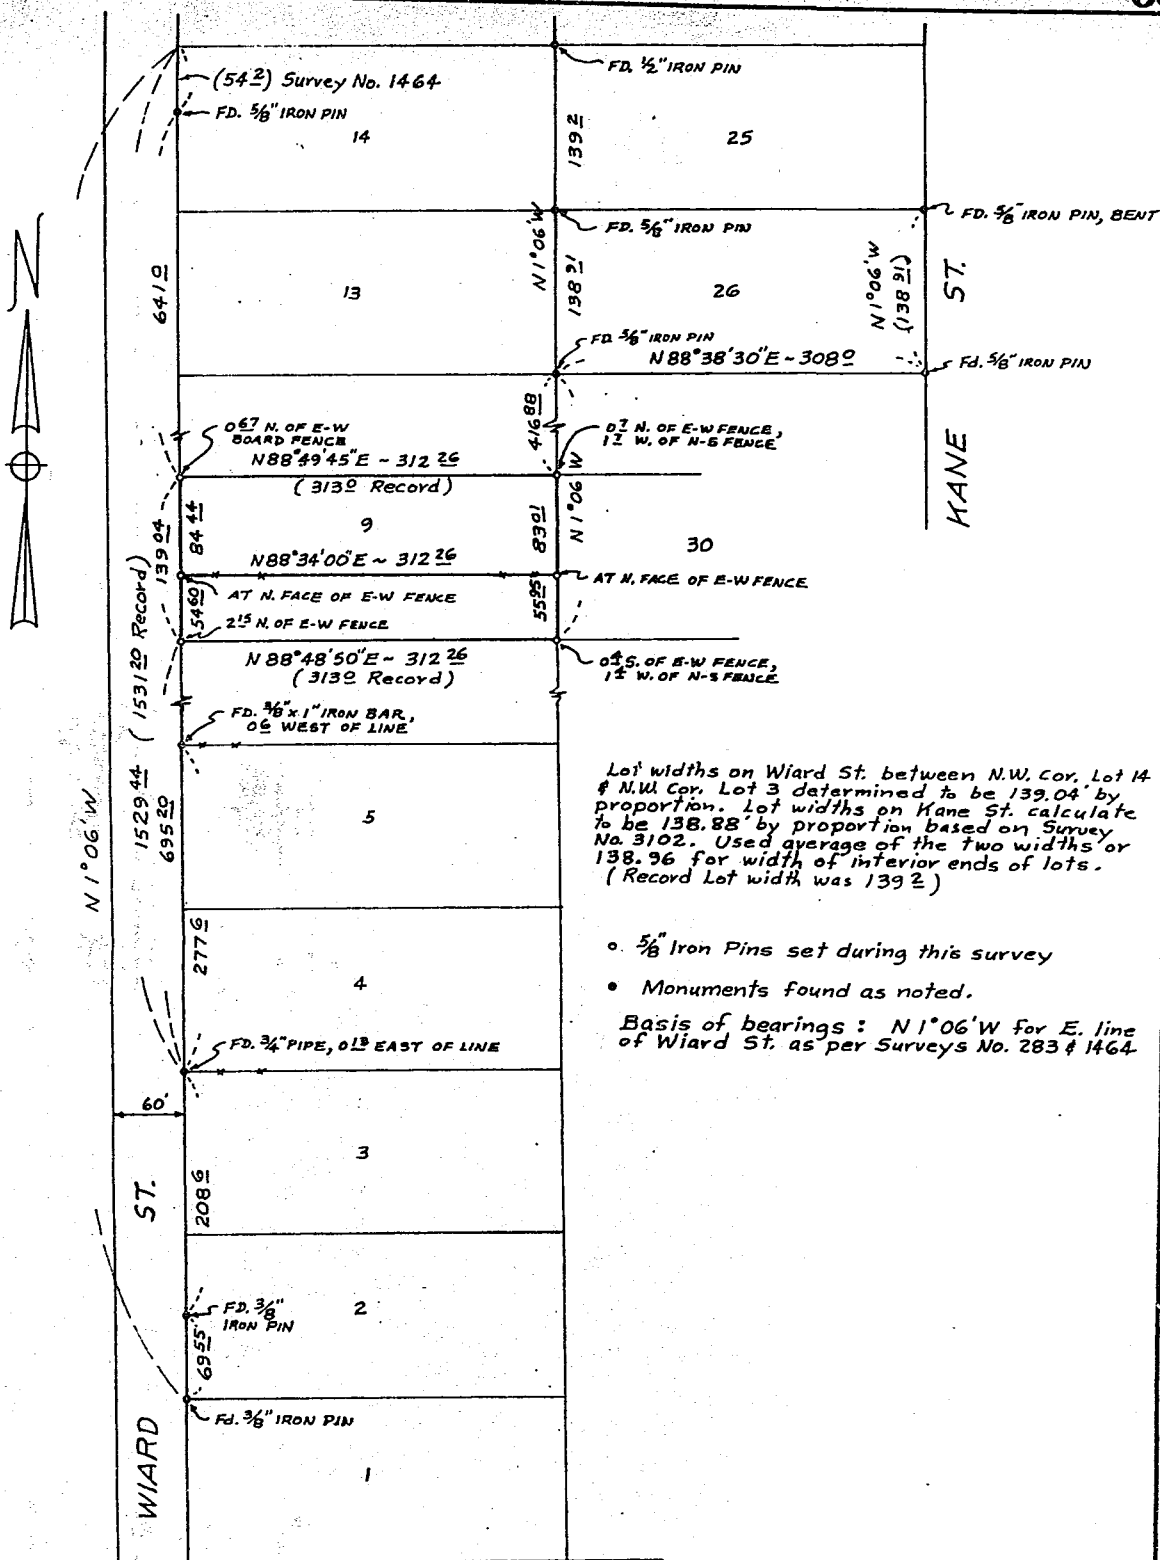 (54.2) Survey No. 1464
FD. 5/8" IRON PIN
14
FD. 1/2" IRON PIN
139.2
25
N
FD. 5/8" IRON PIN
FD. 5/8" IRON PIN, BENT
N 1°06'W
138.91
641.0
13
26
N 1°06'W
(138.91)
ST.
FD. 5/8" IRON PIN
N 88°38'30"E ~ 308.0
Fd. 5/8" IRON PIN
KANE
416.88
0.67 N. OF E-W
BOARD FENCE
0.7 N. OF E-W FENCE,
1.7 W. OF N-S FENCE
N 88°49'45"E ~ 312.26
(313.0 Record)
N 1°06'W
139.04
84.44
9
83.01
30
N 88°34'00"E ~ 312.26
AT N. FACE OF E-W FENCE
AT N. FACE OF E-W FENCE
54.60
55.95
2.15 N. OF E-W FENCE
N 88°48'50"E ~ 312.26
(313.0 Record)
0.4 S. OF E-W FENCE,
1.4 W. OF N-S FENCE
FD. 3/8" x 1" IRON BAR,
0.6 WEST OF LINE
N 1°06'W
1529.44 (1531.20 Record)
695.20
5
Lot widths on Wiard St. between N.W. Cor. Lot 14
& N.W. Cor. Lot 3 determined to be 139.04' by
proportion. Lot widths on Kane St. calculate
to be 138.88' by proportion based on Survey
No. 3102. Used average of the two widths or
138.96 for width of interior ends of lots.
(Record Lot width was 139.2)
277.6
4
5/8" Iron Pins set during this survey
Monuments found as noted.
Basis of bearings : N 1°06'W for E. line
of Wiard St. as per Surveys No. 283 & 1464
FD. 3/4" PIPE, 0.13 EAST OF LINE
60'
3
208.6
ST.
FD. 3/8"
IRON PIN
2
69.55
Fd. 3/8" IRON PIN
WIARD
1